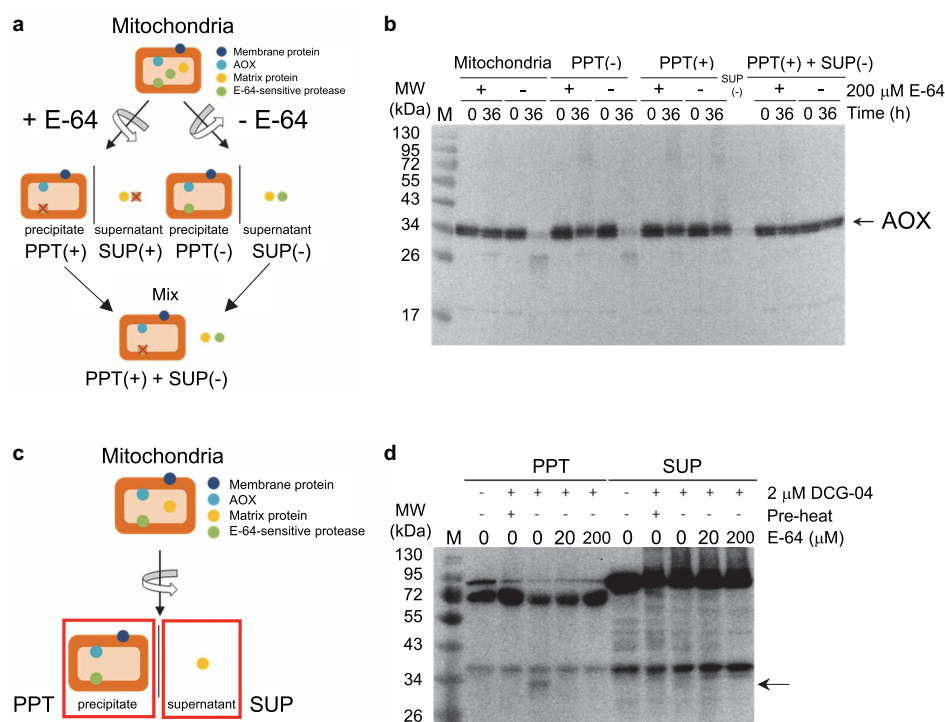 a
Mitochondria
Membrane protein
AOX
Matrix protein
E-64-sensitive protease
+ E-64
- E-64
precipitate
supernatant
precipitate
supernatant
PPT(+) SUP(+) PPT(-) SUP(-)
Mix
PPT(+) + SUP(-)
b
Mitochondria PPT(-) PPT(+) SUP (-) PPT(+) + SUP(-)
+ - + - + - + - 200 μM E-64
MW (kDa)
M 0 36 0 36 0 36 0 36 0 36 0 36 0 36 0 36 Time (h)
130
95
72
55
43
34
26
17
← AOX
c
Mitochondria
Membrane protein
AOX
Matrix protein
E-64-sensitive protease
PPT precipitate supernatant SUP
d
PPT SUP
- + + + + - + + + + 2 μM DCG-04
- + - - - - + - - - Pre-heat
MW (kDa)
M 0 0 0 20 200 0 0 0 20 200 E-64 (μM)
130
95
72
55
43
34
26